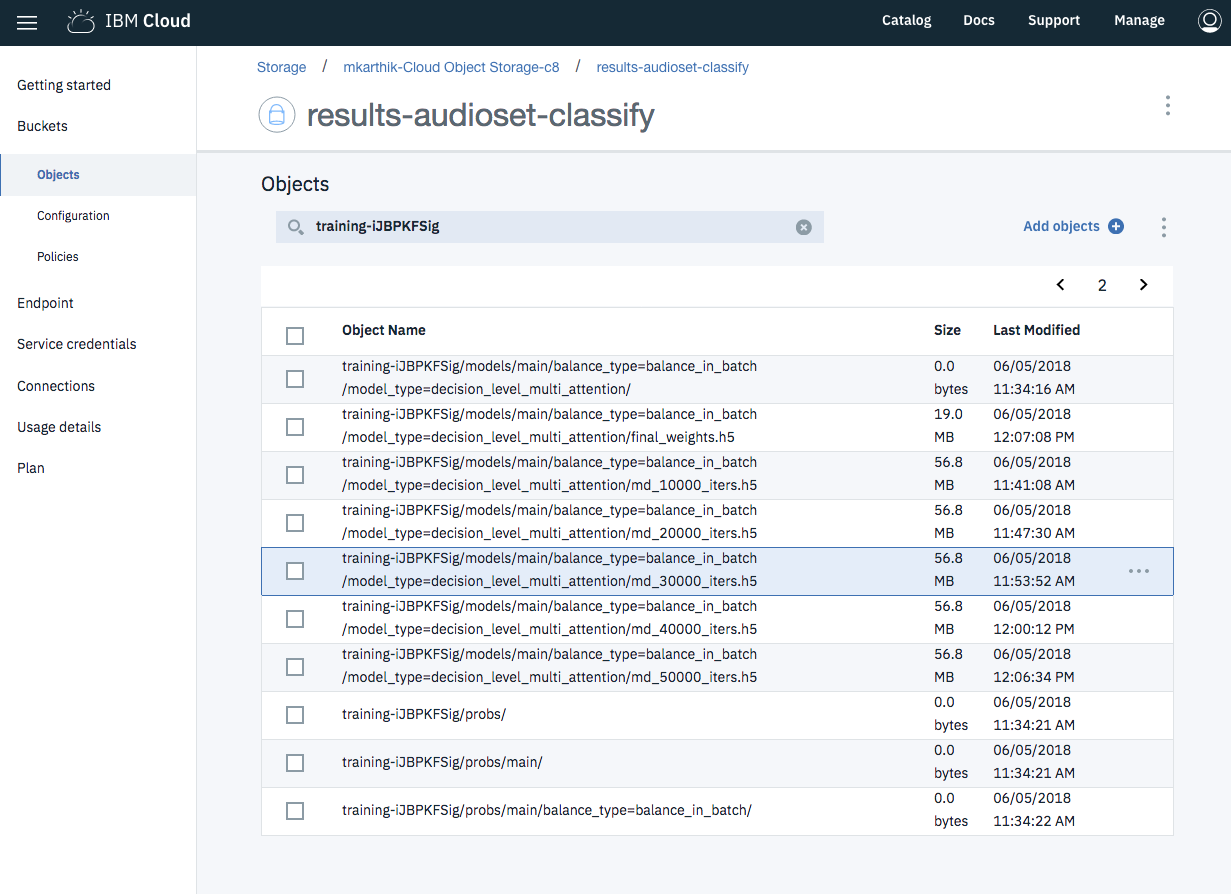 IBM Cloud
Catalog Docs Support Manage
Getting started
Buckets
Objects
Configuration
Policies
Endpoint
Service credentials
Connections
Usage details
Plan
Storage / mkarthik-Cloud Object Storage-c8 / results-audioset-classify
results-audioset-classify
Objects
training-iJBPKFSig
Add objects
2
Object Name Size Last Modified
training-iJBPKFSig/models/main/balance_type=balance_in_batch 0.0 06/05/2018
/model_type=decision_level_multi_attention/ bytes 11:34:16 AM
training-iJBPKFSig/models/main/balance_type=balance_in_batch 19.0 06/05/2018
/model_type=decision_level_multi_attention/final_weights.h5 MB 12:07:08 PM
training-iJBPKFSig/models/main/balance_type=balance_in_batch 56.8 06/05/2018
/model_type=decision_level_multi_attention/md_10000_iters.h5 MB 11:41:08 AM
training-iJBPKFSig/models/main/balance_type=balance_in_batch 56.8 06/05/2018
/model_type=decision_level_multi_attention/md_20000_iters.h5 MB 11:47:30 AM
training-iJBPKFSig/models/main/balance_type=balance_in_batch 56.8 06/05/2018
/model_type=decision_level_multi_attention/md_30000_iters.h5 MB 11:53:52 AM
training-iJBPKFSig/models/main/balance_type=balance_in_batch 56.8 06/05/2018
/model_type=decision_level_multi_attention/md_40000_iters.h5 MB 12:00:12 PM
training-iJBPKFSig/models/main/balance_type=balance_in_batch 56.8 06/05/2018
/model_type=decision_level_multi_attention/md_50000_iters.h5 MB 12:06:34 PM
training-iJBPKFSig/probs/ 0.0 bytes 06/05/2018 11:34:21 AM
training-iJBPKFSig/probs/main/ 0.0 bytes 06/05/2018 11:34:21 AM
training-iJBPKFSig/probs/main/balance_type=balance_in_batch/ 0.0 bytes 06/05/2018 11:34:22 AM